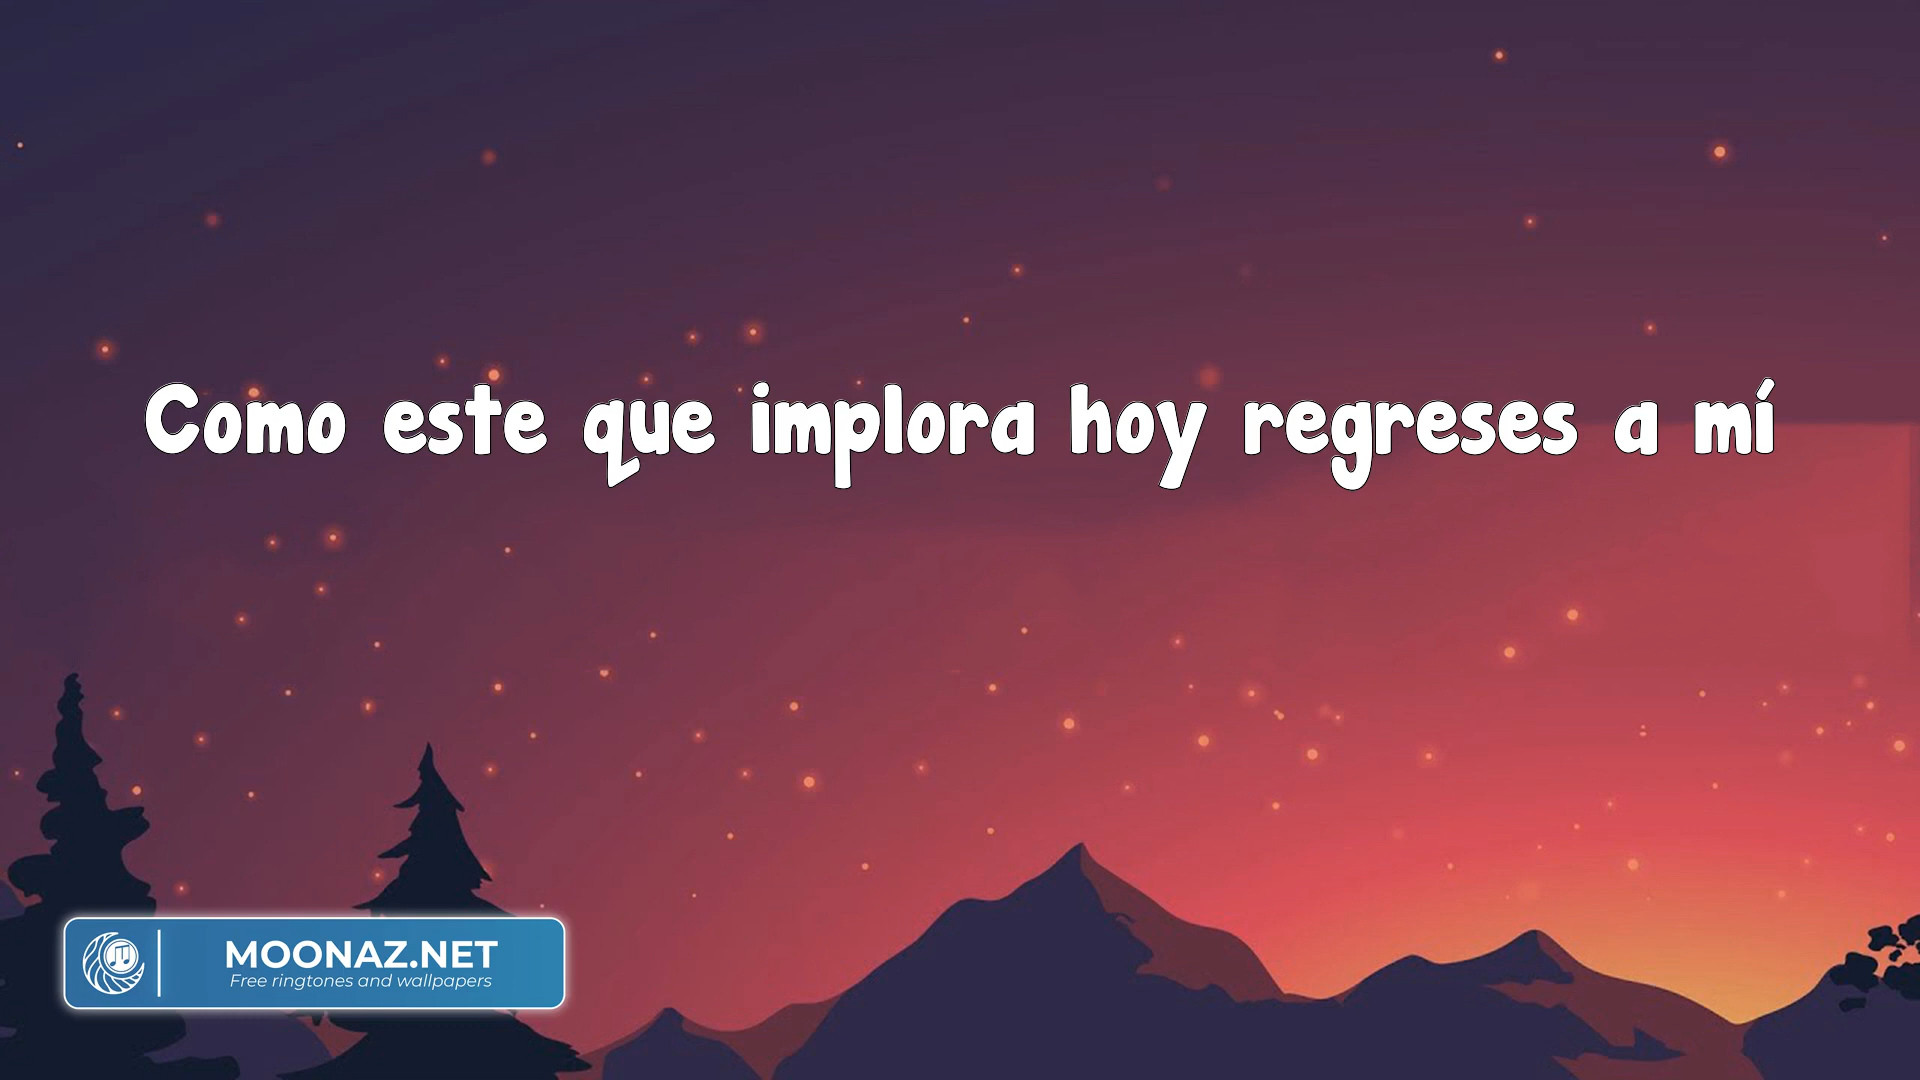 Como este que implora hoy regreses a mí
MOONAZ.NET
Free ringtones and wallpapers